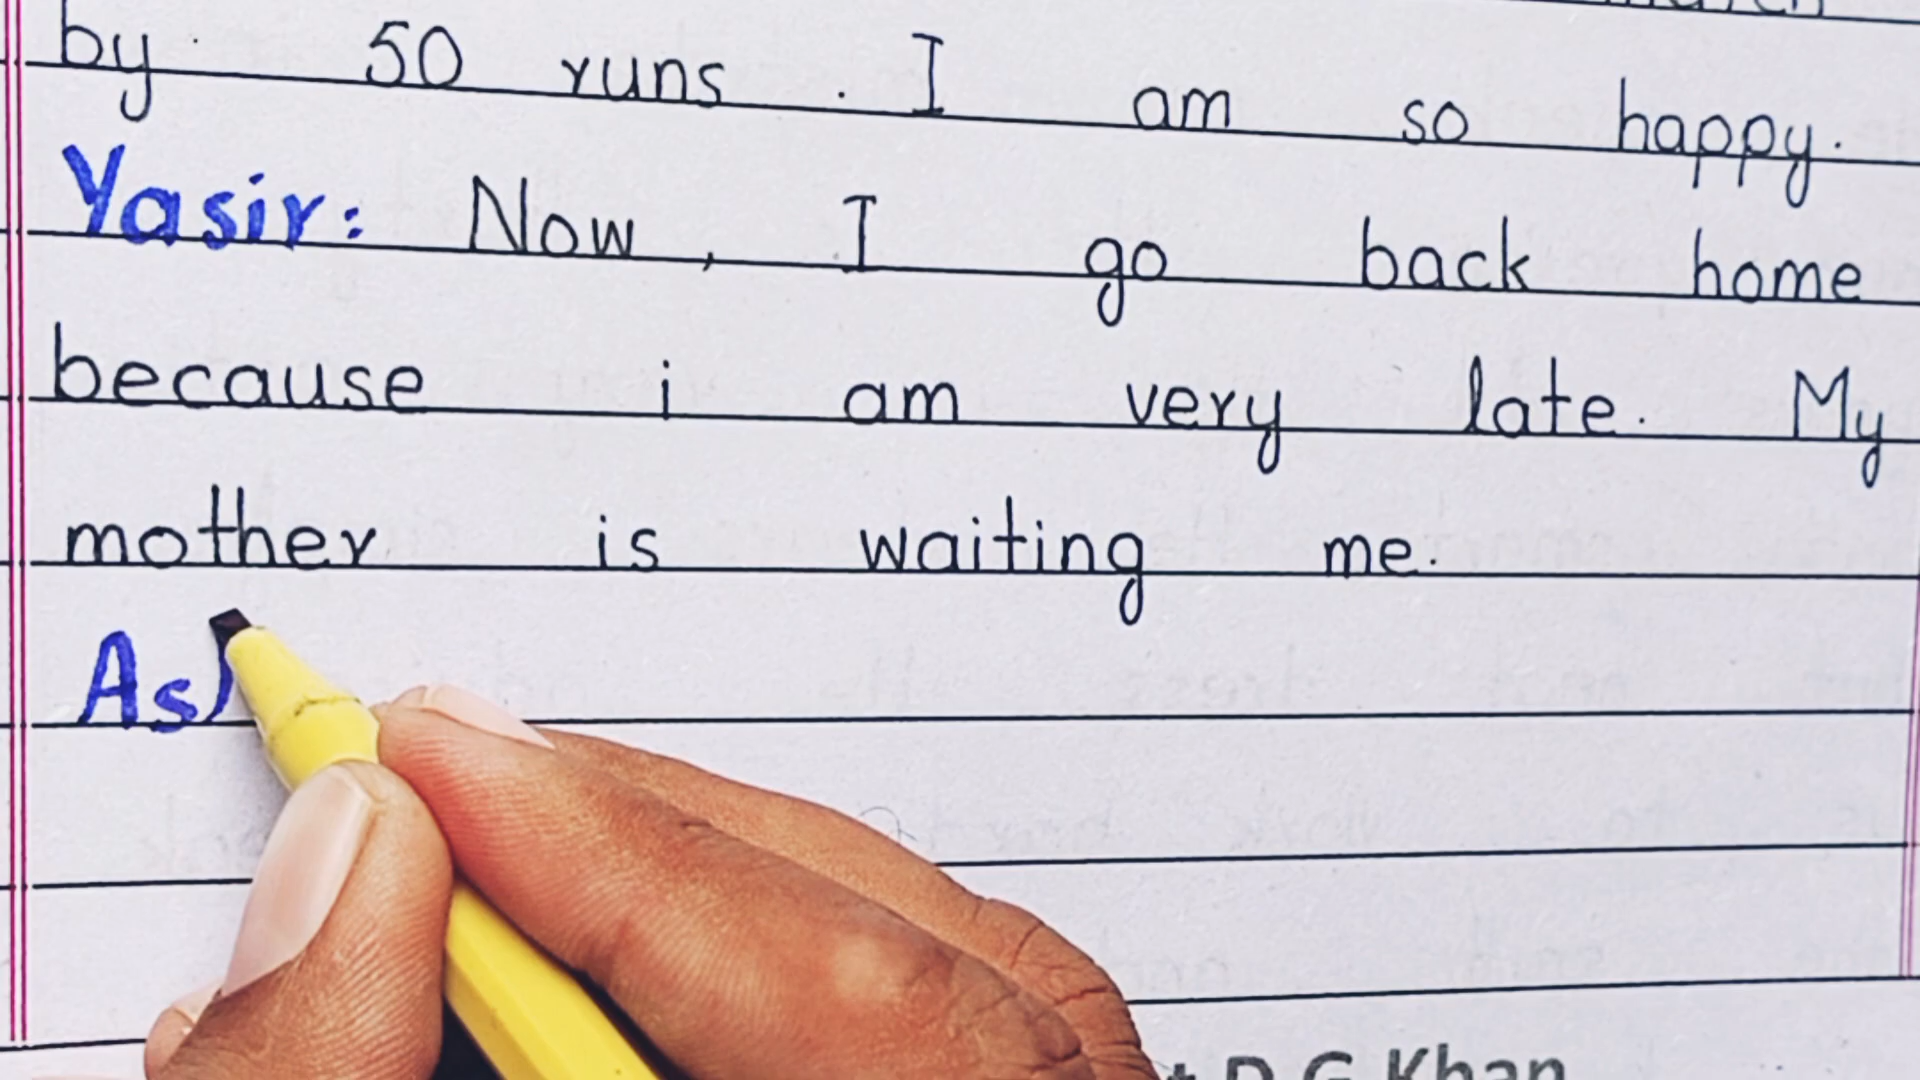 by 50 runs. I am so happy.
Yasir: Now, I go back home
because i am very late. My
mother is waiting me.
As
D.G Khan